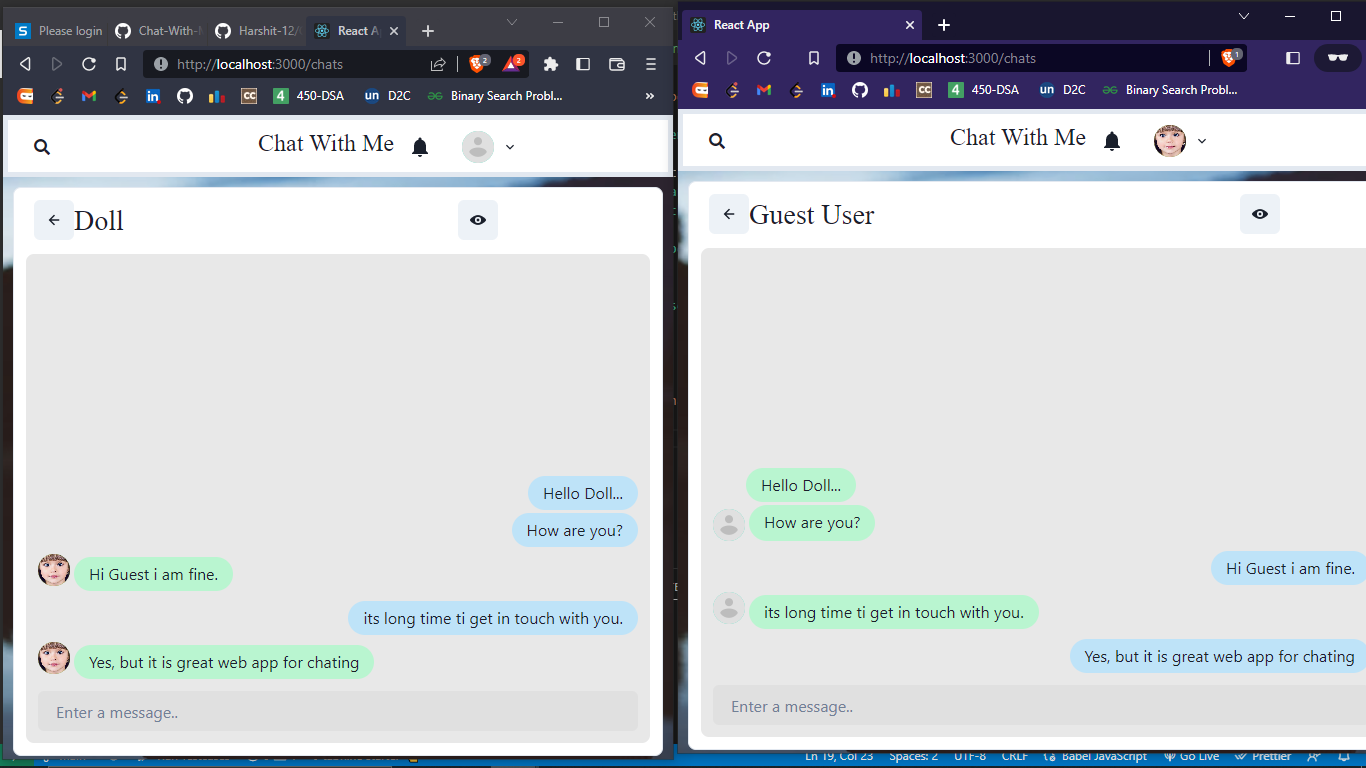 Please login
Chat-With-
Harshit-12/
React A
http://localhost:3000/chats
2
2
450-DSA
un
D2C
Binary Search Probl...
»
Chat With Me
Doll
Hello Doll...
How are you?
Hi Guest i am fine.
its long time ti get in touch with you.
Yes, but it is great web app for chating
Enter a message..
React App
http://localhost:3000/chats
1
450-DSA
un
D2C
Binary Search Probl...
Chat With Me
Guest User
Hello Doll...
How are you?
Hi Guest i am fine.
its long time ti get in touch with you.
Yes, but it is great web app for chating
Enter a message..
Ln 19, Col 23
Spaces: 2
UTF-8
CRLF
Babel JavaScript
Go Live
Prettier